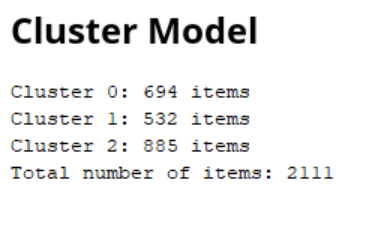 Cluster Model
Cluster 0: 694 items
Cluster 1: 532 items
Cluster 2: 885 items
Total number of items: 2111